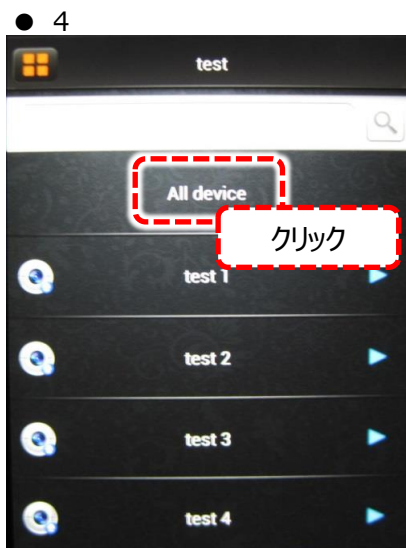 ● 4
test
All device
クリック
test 1
test 2
test 3
test 4